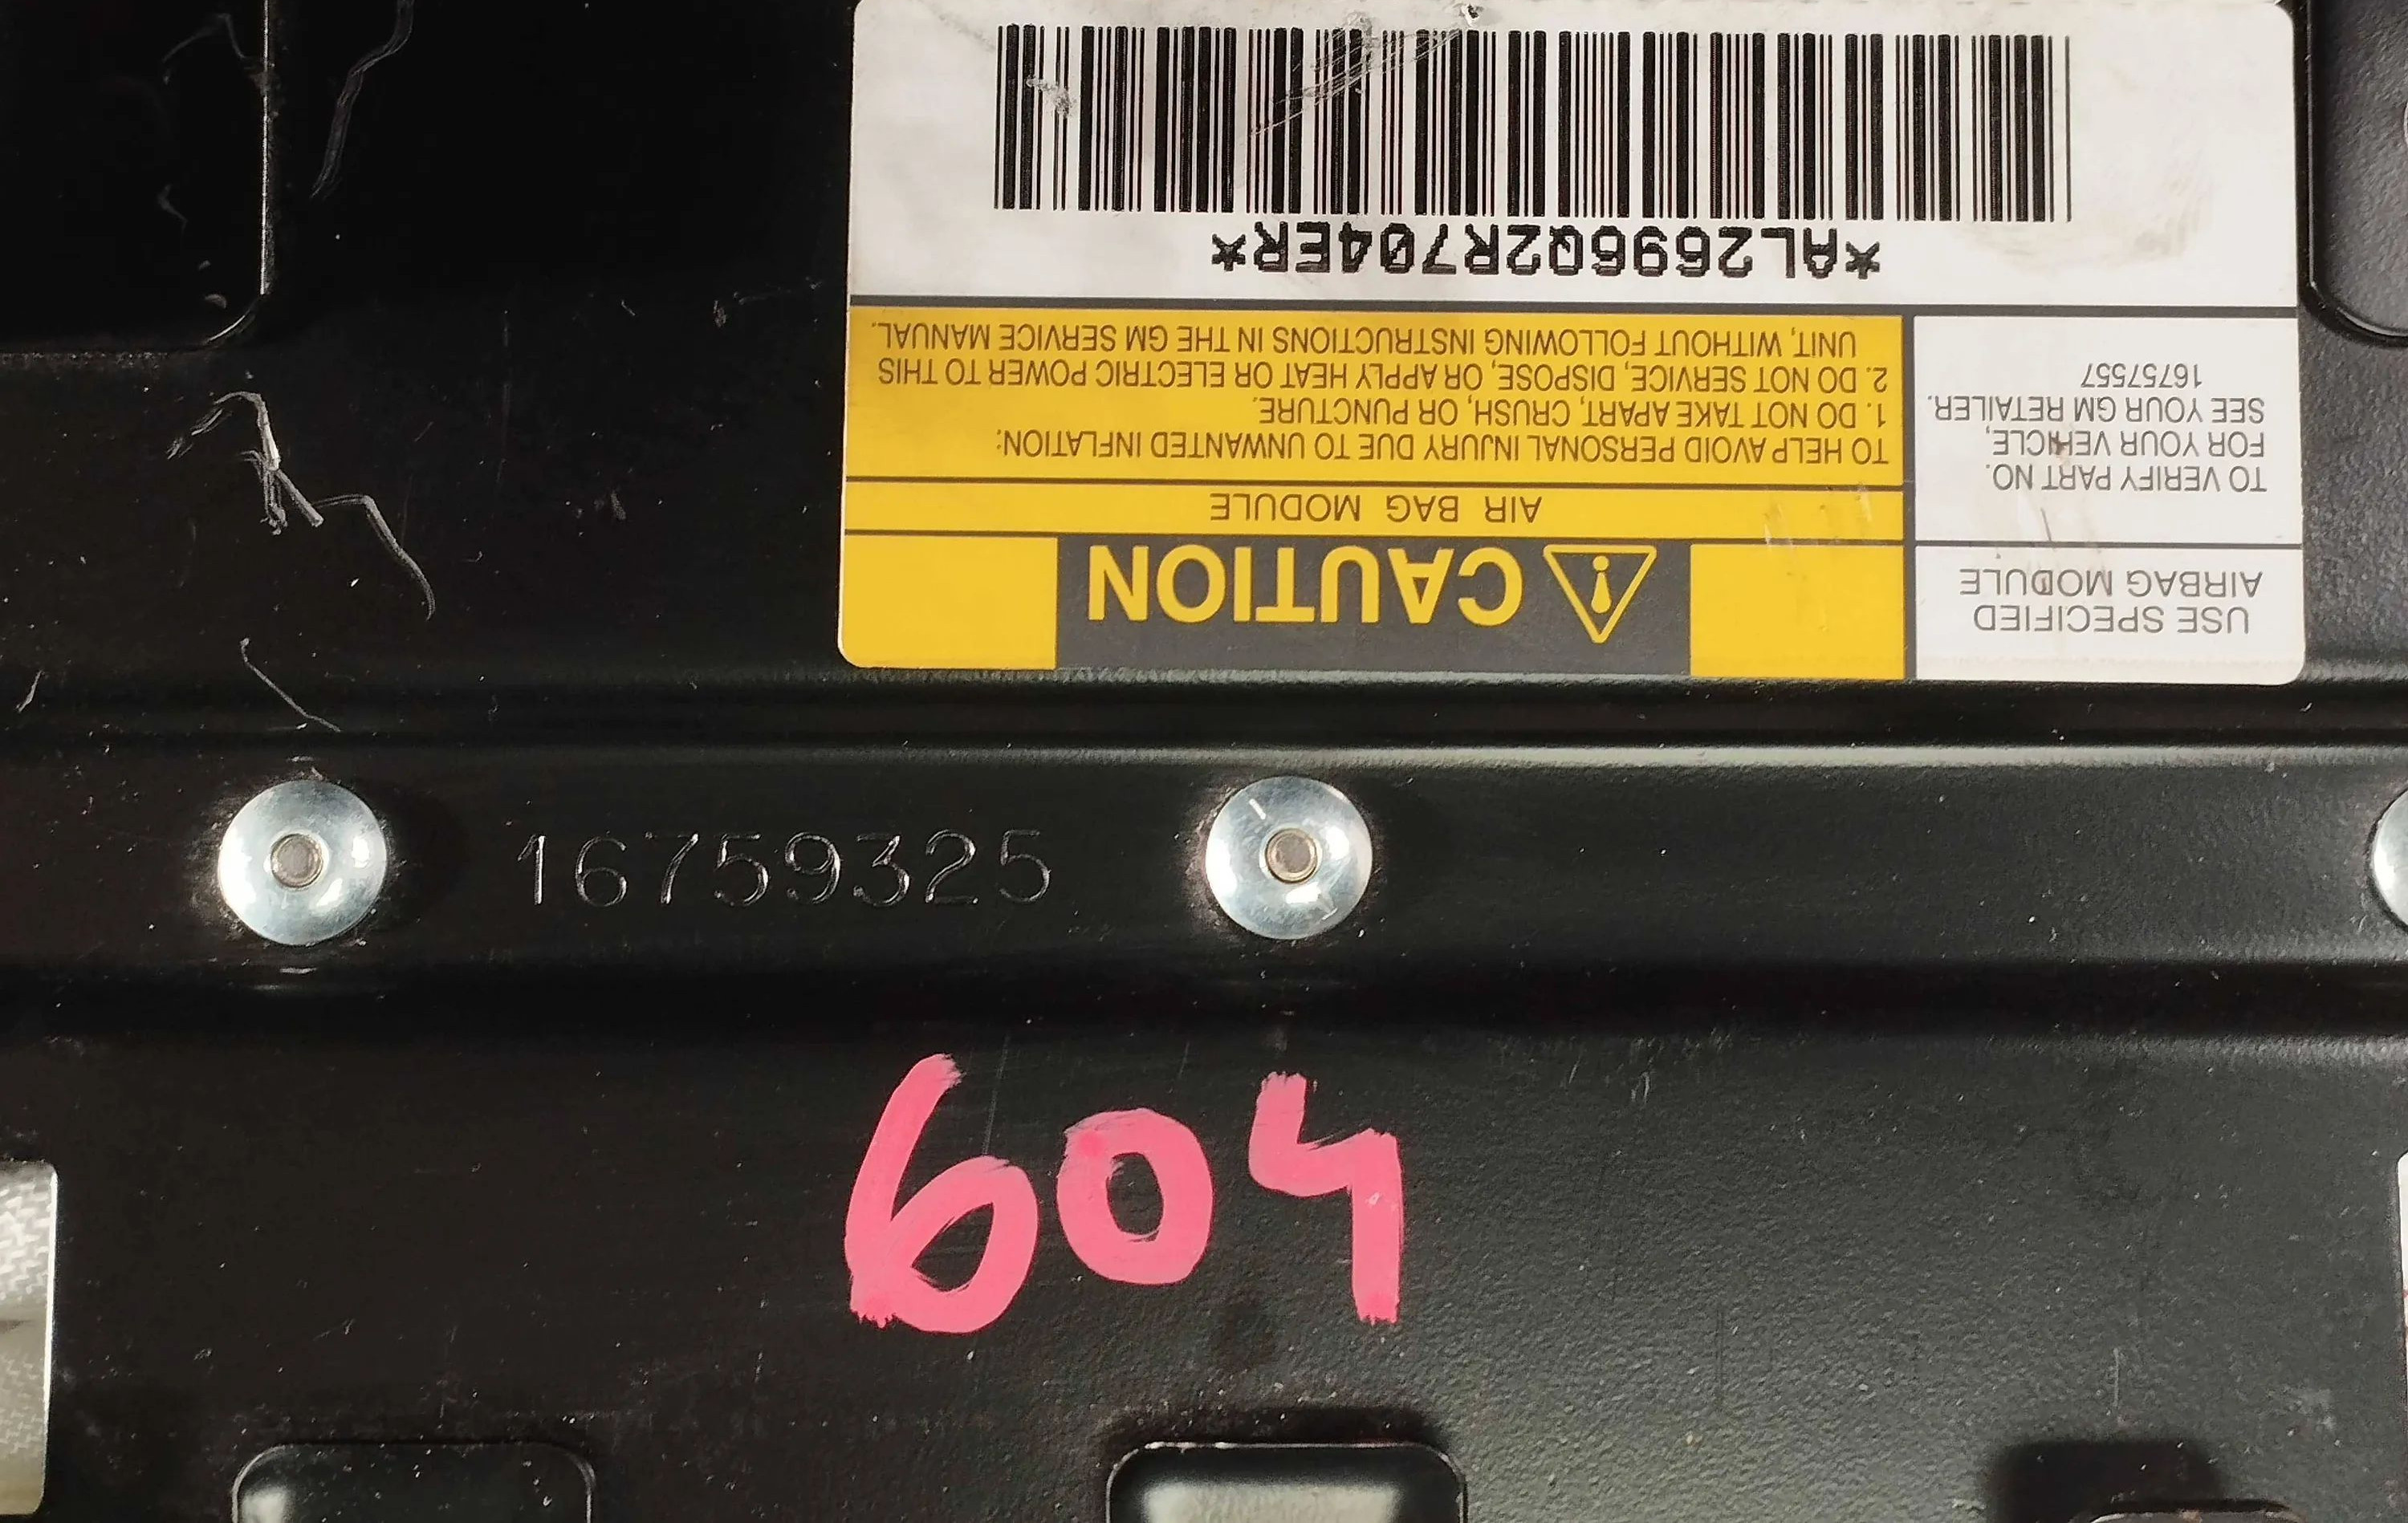 *AL2696Q2R704ER*
USE SPECIFIED
AIRBAG MODULE
TO VERIFY PART NO.
FOR YOUR VEHICLE,
SEE YOUR GM RETAILER.
16757557
CAUTION
AIR BAG MODULE
TO HELP AVOID PERSONAL INJURY DUE TO UNWANTED INFLATION:
1. DO NOT TAKE APART, CRUSH, OR PUNCTURE.
2. DO NOT SERVICE, DISPOSE, OR APPLY HEAT OR ELECTRIC POWER TO THIS
UNIT, WITHOUT FOLLOWING INSTRUCTIONS IN THE GM SERVICE MANUAL.
16759325
604